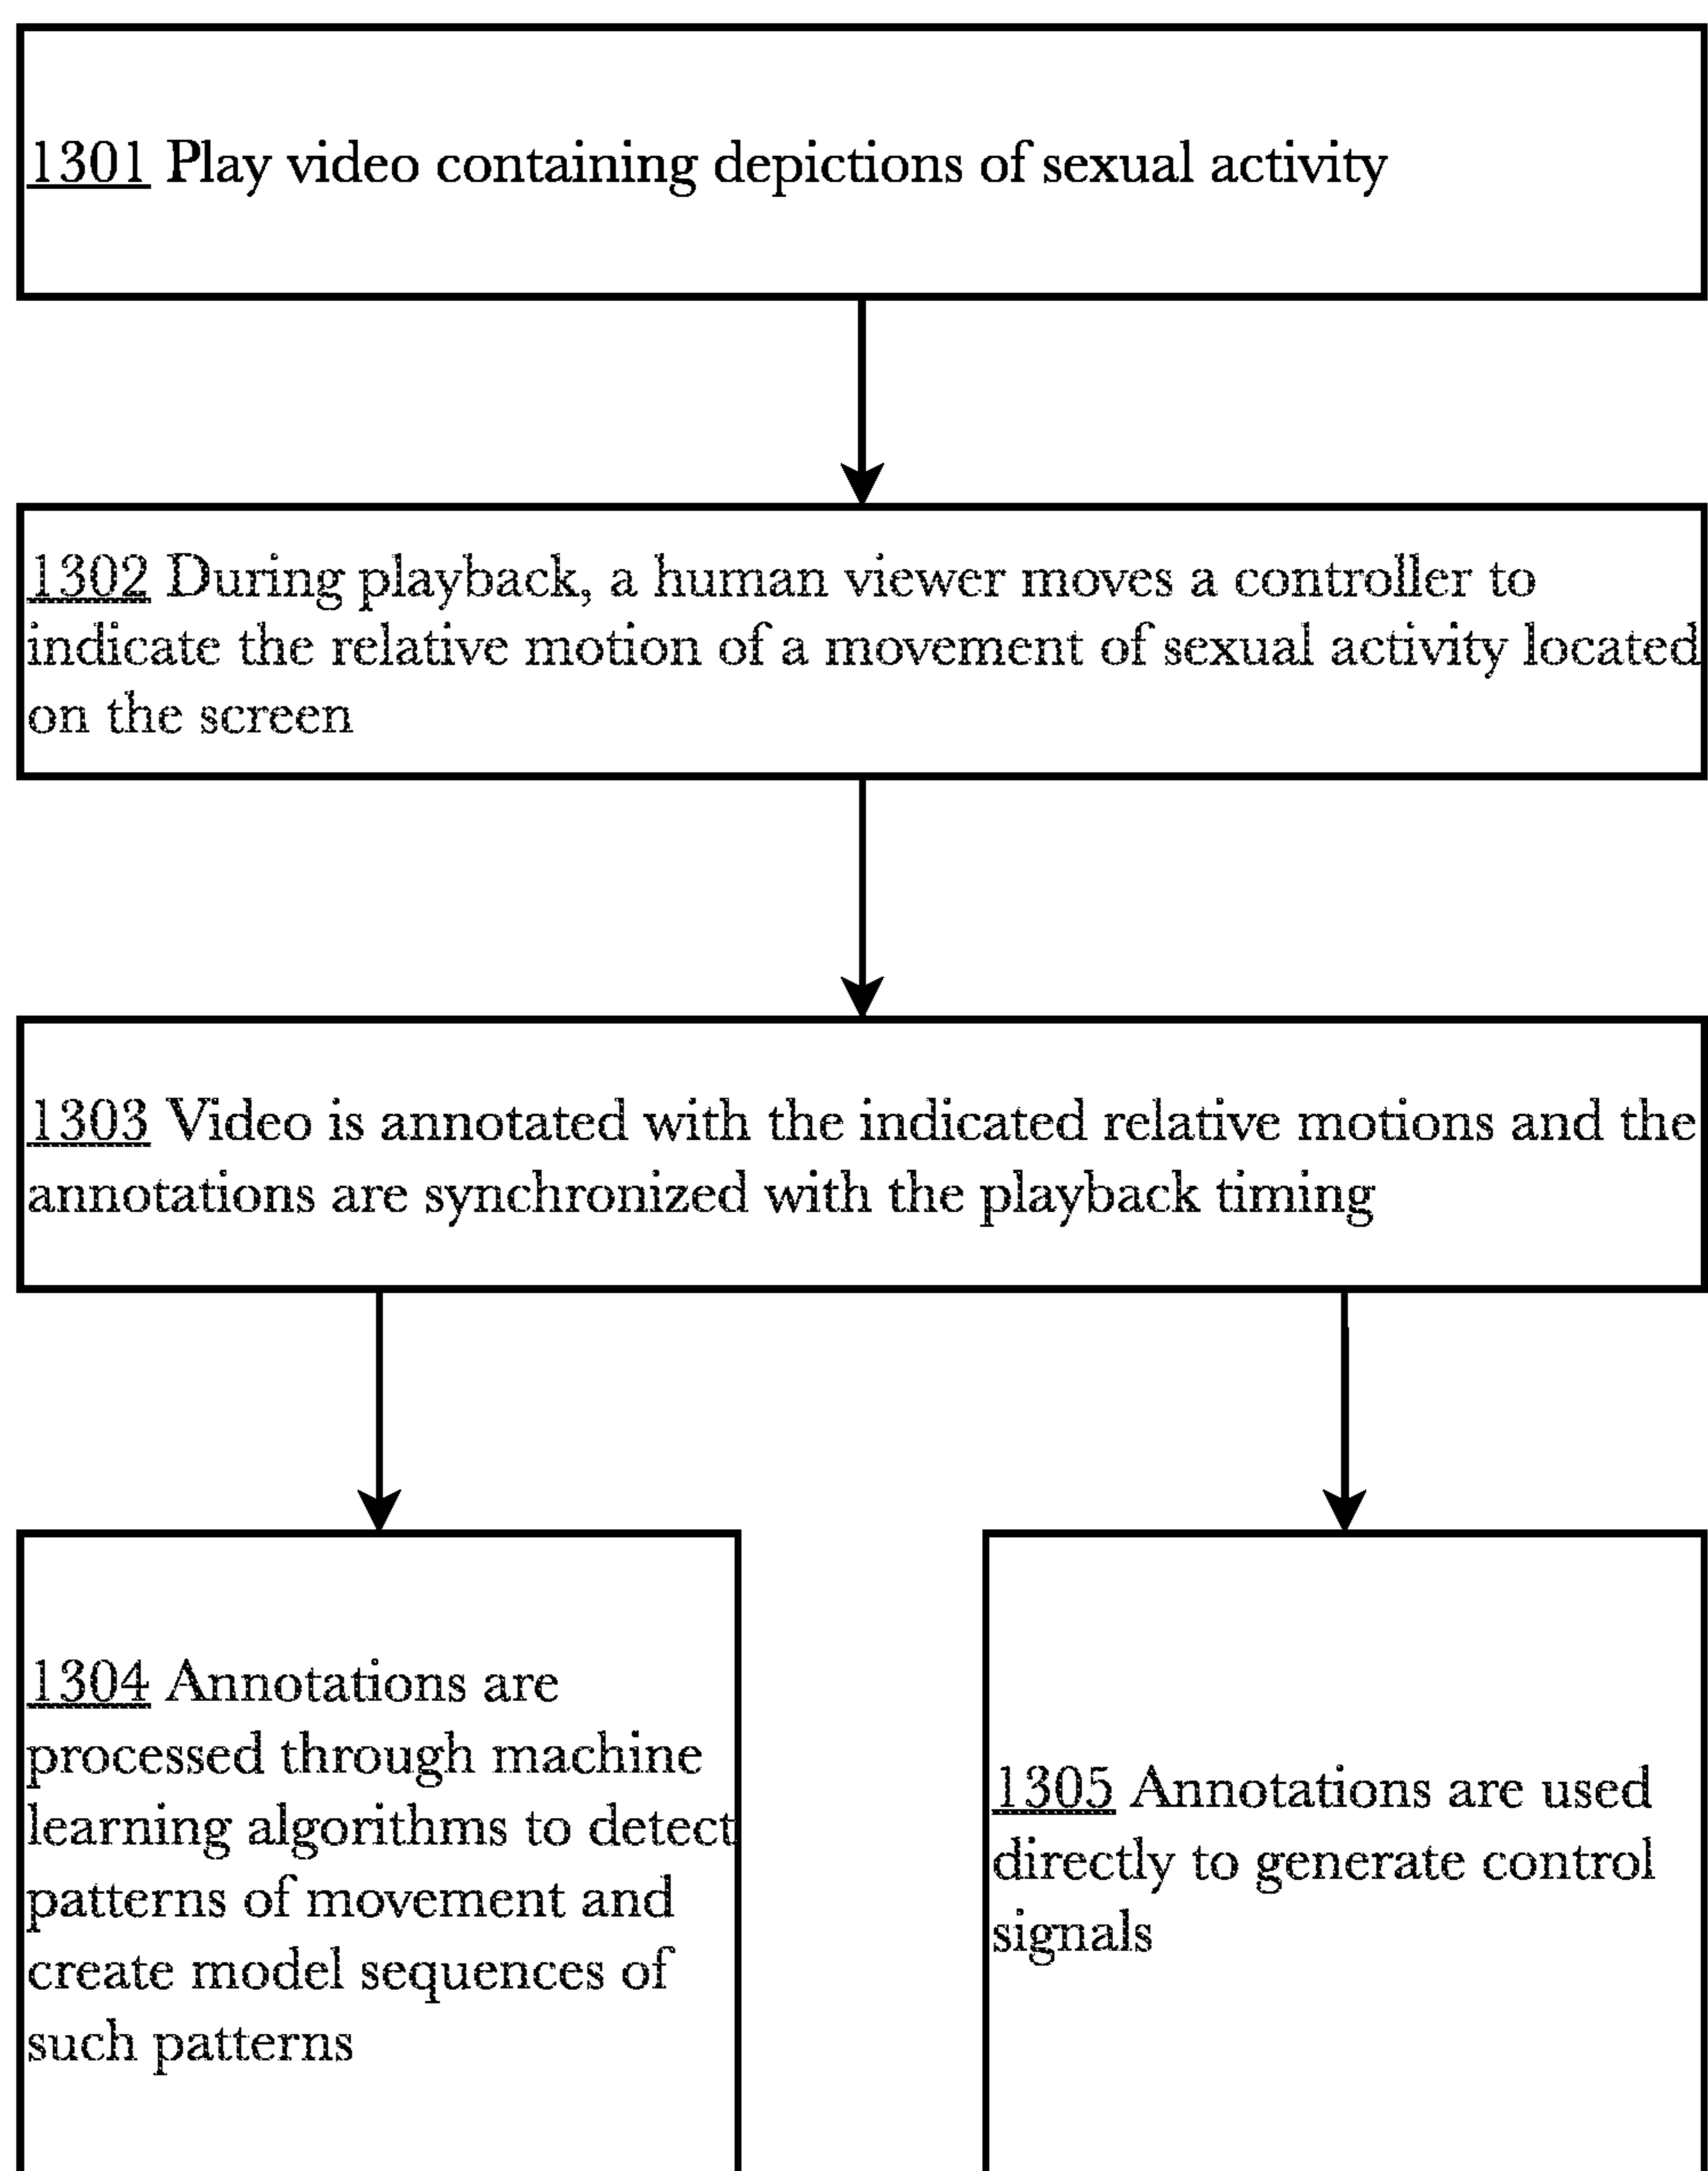 1301 Play video containing depictions of sexual activity
1302 During playback, a human viewer moves a controller to
indicate the relative motion of a movement of sexual activity located
on the screen
1303 Video is annotated with the indicated relative motions and the
annotations are synchronized with the playback timing
1304 Annotations are
processed through machine
learning algorithms to detect
patterns of movement and
create model sequences of
such patterns
1305 Annotations are used
directly to generate control
signals